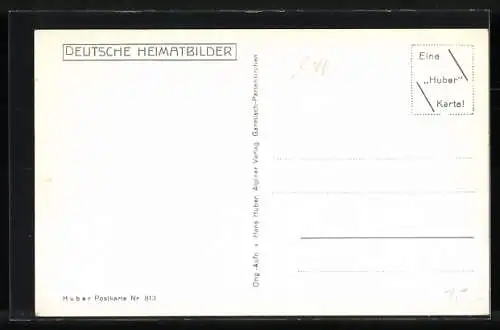 DEUTSCHE HEIMATBILDER
Eine
„Huber"
Karte!
Orig.-Aufn. v. Hans Huber, Alpiner Verlag, Garmisch-Partenkirchen
Huber Postkarte Nr. 813